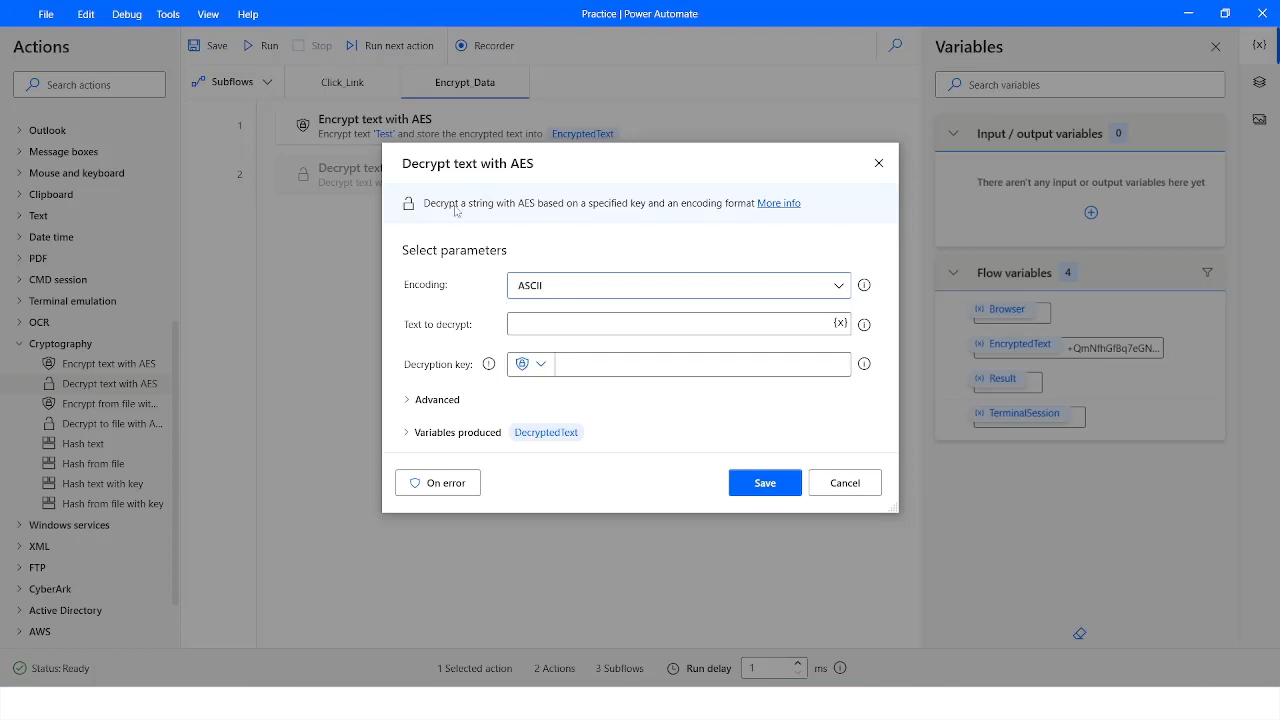 File Edit Debug Tools View Help Practice | Power Automate
Actions
Search actions
Outlook
Message boxes
Mouse and keyboard
Clipboard
Text
Date time
PDF
CMD session
Terminal emulation
OCR
Cryptography
Encrypt text with AES
Decrypt text with AES
Encrypt from file wit...
Decrypt to file with A...
Hash text
Hash from file
Hash text with key
Hash from file with key
Windows services
XML
FTP
CyberArk
Active Directory
AWS
Save Run Stop Run next action Recorder
Subflows Click_Link Encrypt_Data
1 Encrypt text with AES
Encrypt text 'Test' and store the encrypted text into EncryptedText
2 Decrypt tex
Decrypt text w
Decrypt text with AES
Decrypt a string with AES based on a specified key and an encoding format More info
Select parameters
Encoding: ASCII
Text to decrypt: {x}
Decryption key:
Advanced
Variables produced DecryptedText
On error Save Cancel
Variables {x}
Search variables
Input / output variables 0
There aren't any input or output variables here yet
Flow variables 4
(x) Browser
(x) EncryptedText +QmNfhGfBq7eGN...
(x) Result
(x) TerminalSession
Status: Ready 1 Selected action 2 Actions 3 Subflows Run delay 1 ms